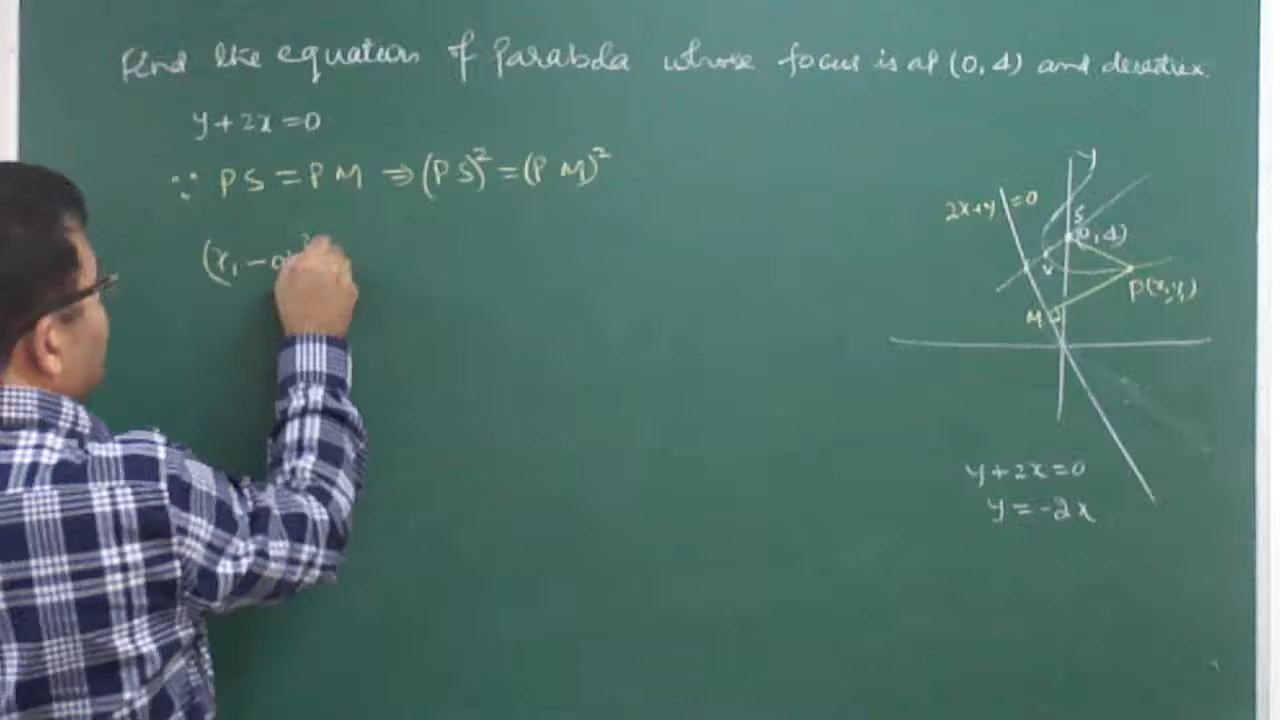 Find the equation of Parabola whose focus is at (0, 4) and directrix
y + 2x = 0
∵ PS = PM ⇒ (PS)² = (PM)²
(x₁ - 0)²
y
2x+y = 0
S
(0, 4)
V
P(x₁, y₁)
M
y + 2x = 0
y = -2x